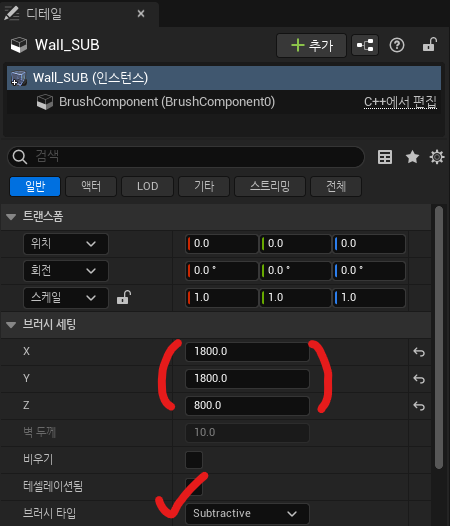 디테일
Wall_SUB
추가
Wall_SUB (인스턴스)
BrushComponent (BrushComponent0)
C++에서 편집
검색
일반
액터
LOD
기타
스트리밍
전체
트랜스폼
위치
0.0
0.0
0.0
회전
0.0 °
0.0 °
0.0 °
스케일
1.0
1.0
1.0
브러시 세팅
X
1800.0
Y
1800.0
Z
800.0
벽 두께
10.0
비우기
테셀레이션됨
브러시 타입
Subtractive